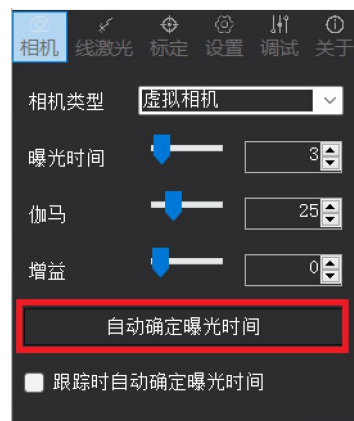 相机 线激光 标定 设置 调试 关于
相机类型 虚拟相机
曝光时间 3
伽马 25
增益 0
自动确定曝光时间
跟踪时自动确定曝光时间